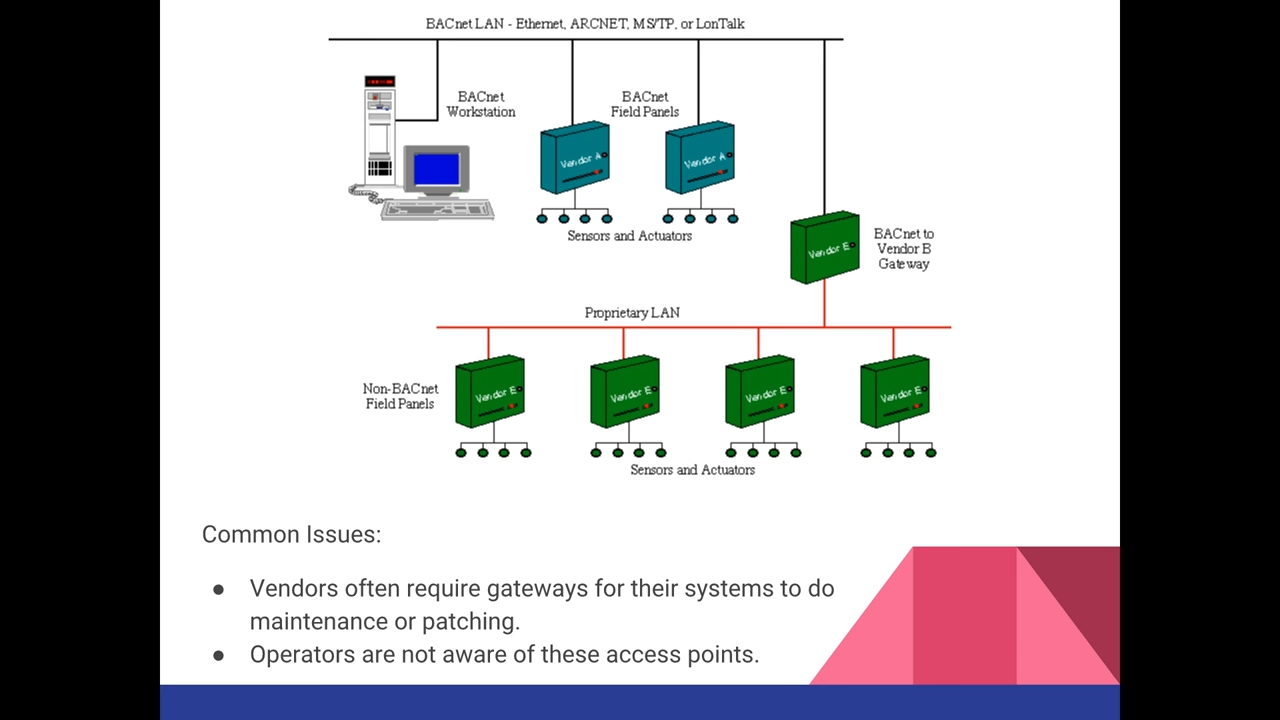 BACnet LAN - Ethernet, ARCNET, MS/TP, or LonTalk
BACnet
Workstation
BACnet
Field Panels
Vendor A
Vendor A
Sensors and Actuators
Vendor E
BACnet to
Vendor B
Gateway
Proprietary LAN
Non-BACnet
Field Panels
Vendor E
Vendor E
Vendor E
Vendor E
Sensors and Actuators
Common Issues:
● Vendors often require gateways for their systems to do
maintenance or patching.
● Operators are not aware of these access points.